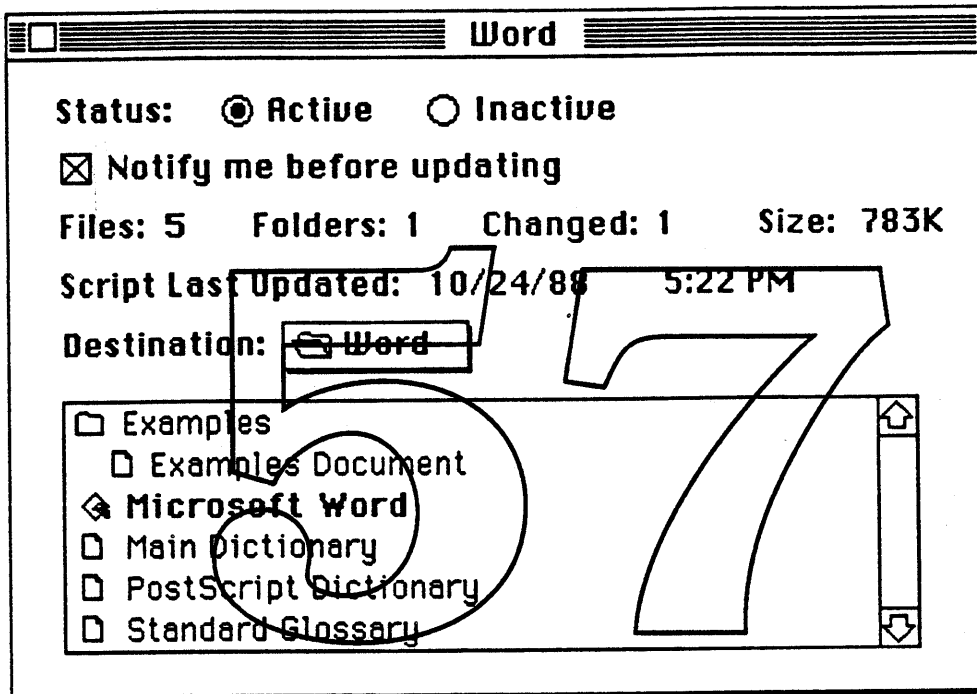 Word
Status: Active Inactive
Notify me before updating
Files: 5 Folders: 1 Changed: 1 Size: 783K
Script Last Updated: 10/24/88 5:22 PM
Destination: Word
Examples
Examples Document
Microsoft Word
Main Dictionary
PostScript Dictionary
Standard Glossary
57